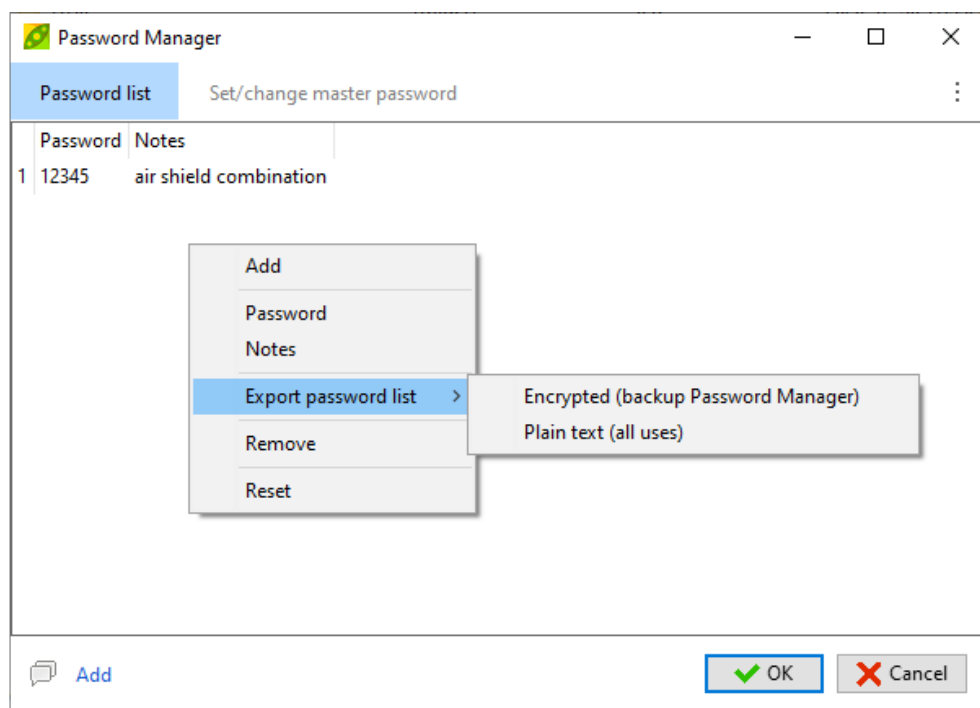 Password Manager
Password list Set/change master password
Password Notes
1 12345 air shield combination
Add
Password
Notes
Export password list
Encrypted (backup Password Manager)
Plain text (all uses)
Remove
Reset
Add OK Cancel